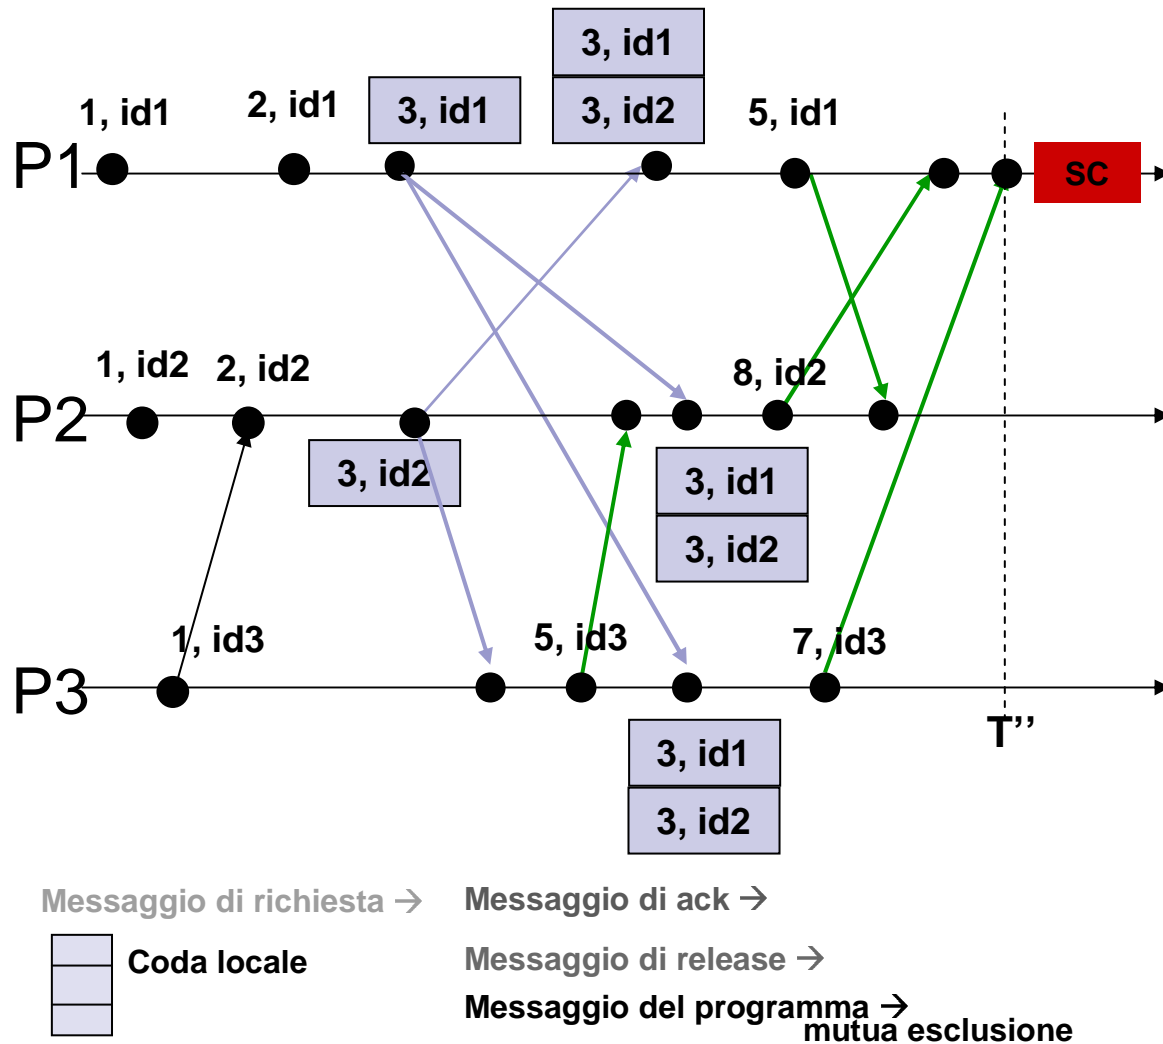 3, id1
1, id1
2, id1
3, id1
3, id2
5, id1
P1
SC
1, id2
2, id2
8, id2
P2
3, id2
3, id1
3, id2
1, id3
5, id3
7, id3
P3
T’’
3, id1
3, id2
Messaggio di richiesta →
Messaggio di ack →
Coda locale
Messaggio di release →
Messaggio del programma →
mutua esclusione